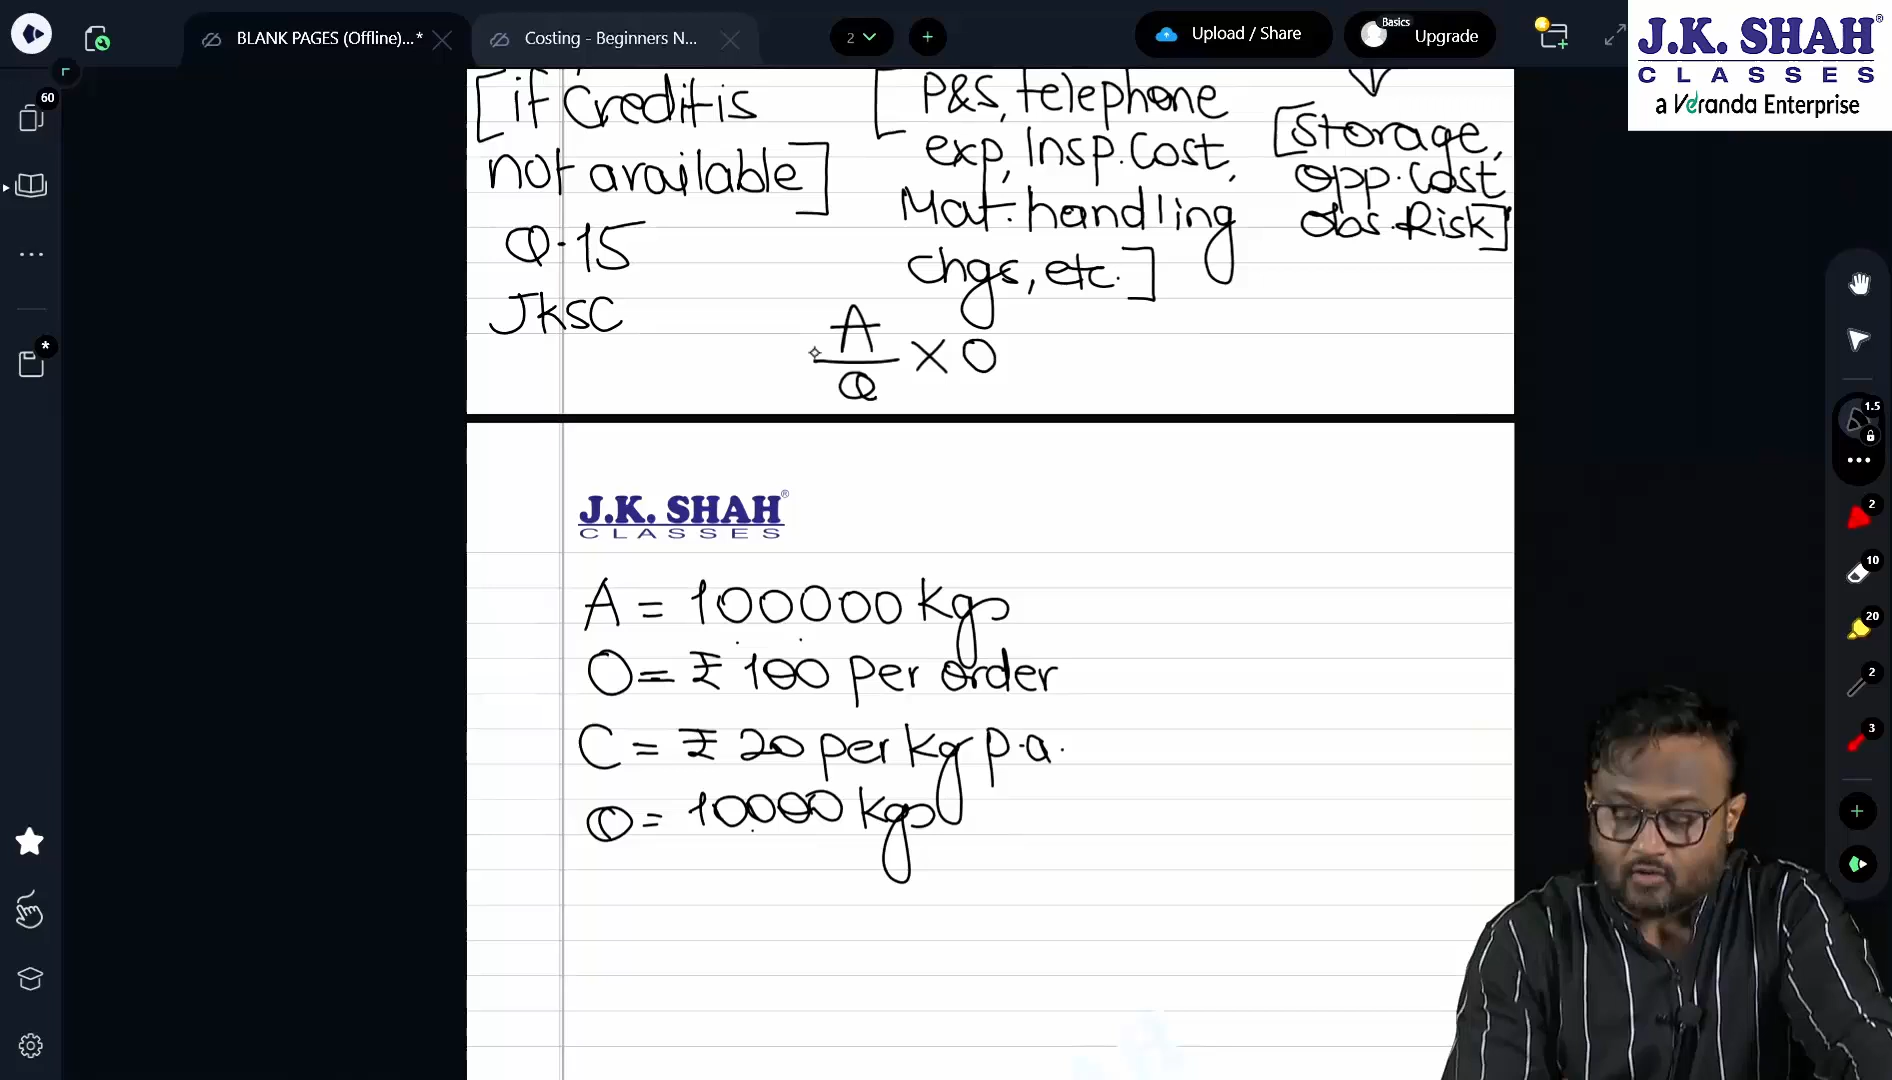 BLANK PAGES (Offline)...*
Costing - Beginners N...
2
Upload / Share
Basics
Upgrade
J.K. SHAH®
CLASSES
a Veranda Enterprise
60
[if Credit is
not available]
Q.15
JKSC
[P&S, telephone
exp, Insp. Cost,
Mat. handling
chgs, etc.]
A
Q
× O
[Storage,
opp. Cost
obs. Risk]
J.K. SHAH®
CLASSES
A = 100000 kgs
O = ₹ 100 per order
C = ₹ 20 per kg p.a.
Q = 10000 kgs
1.5
2
10
20
2
3